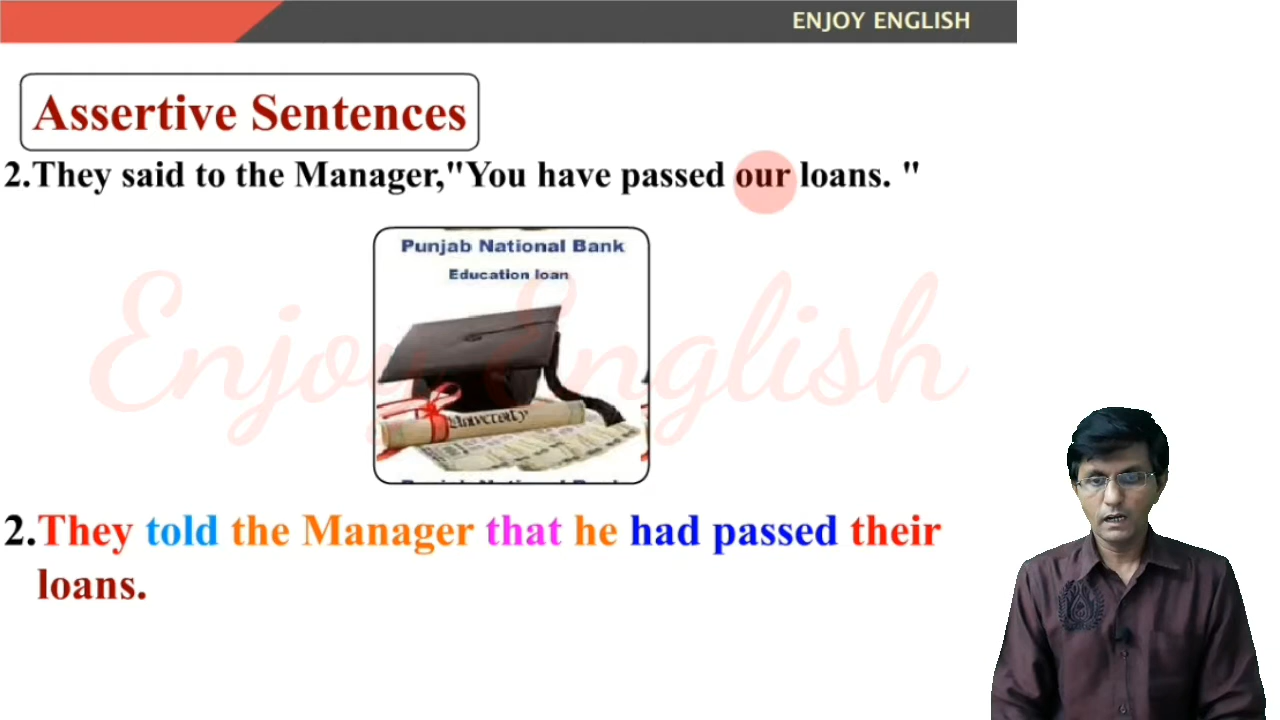 ENJOY ENGLISH
Assertive Sentences
2.They said to the Manager,"You have passed our loans. "
Punjab National Bank
Education loan
University
Enjoy English
2.They told the Manager that he had passed their
loans.